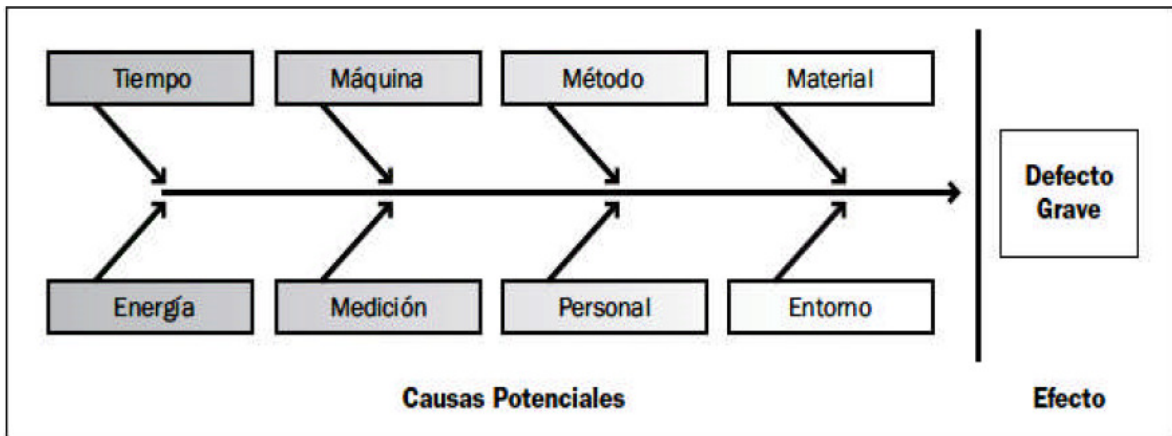 Tiempo
Máquina
Método
Material
Defecto
Grave
Energía
Medición
Personal
Entorno
Causas Potenciales
Efecto